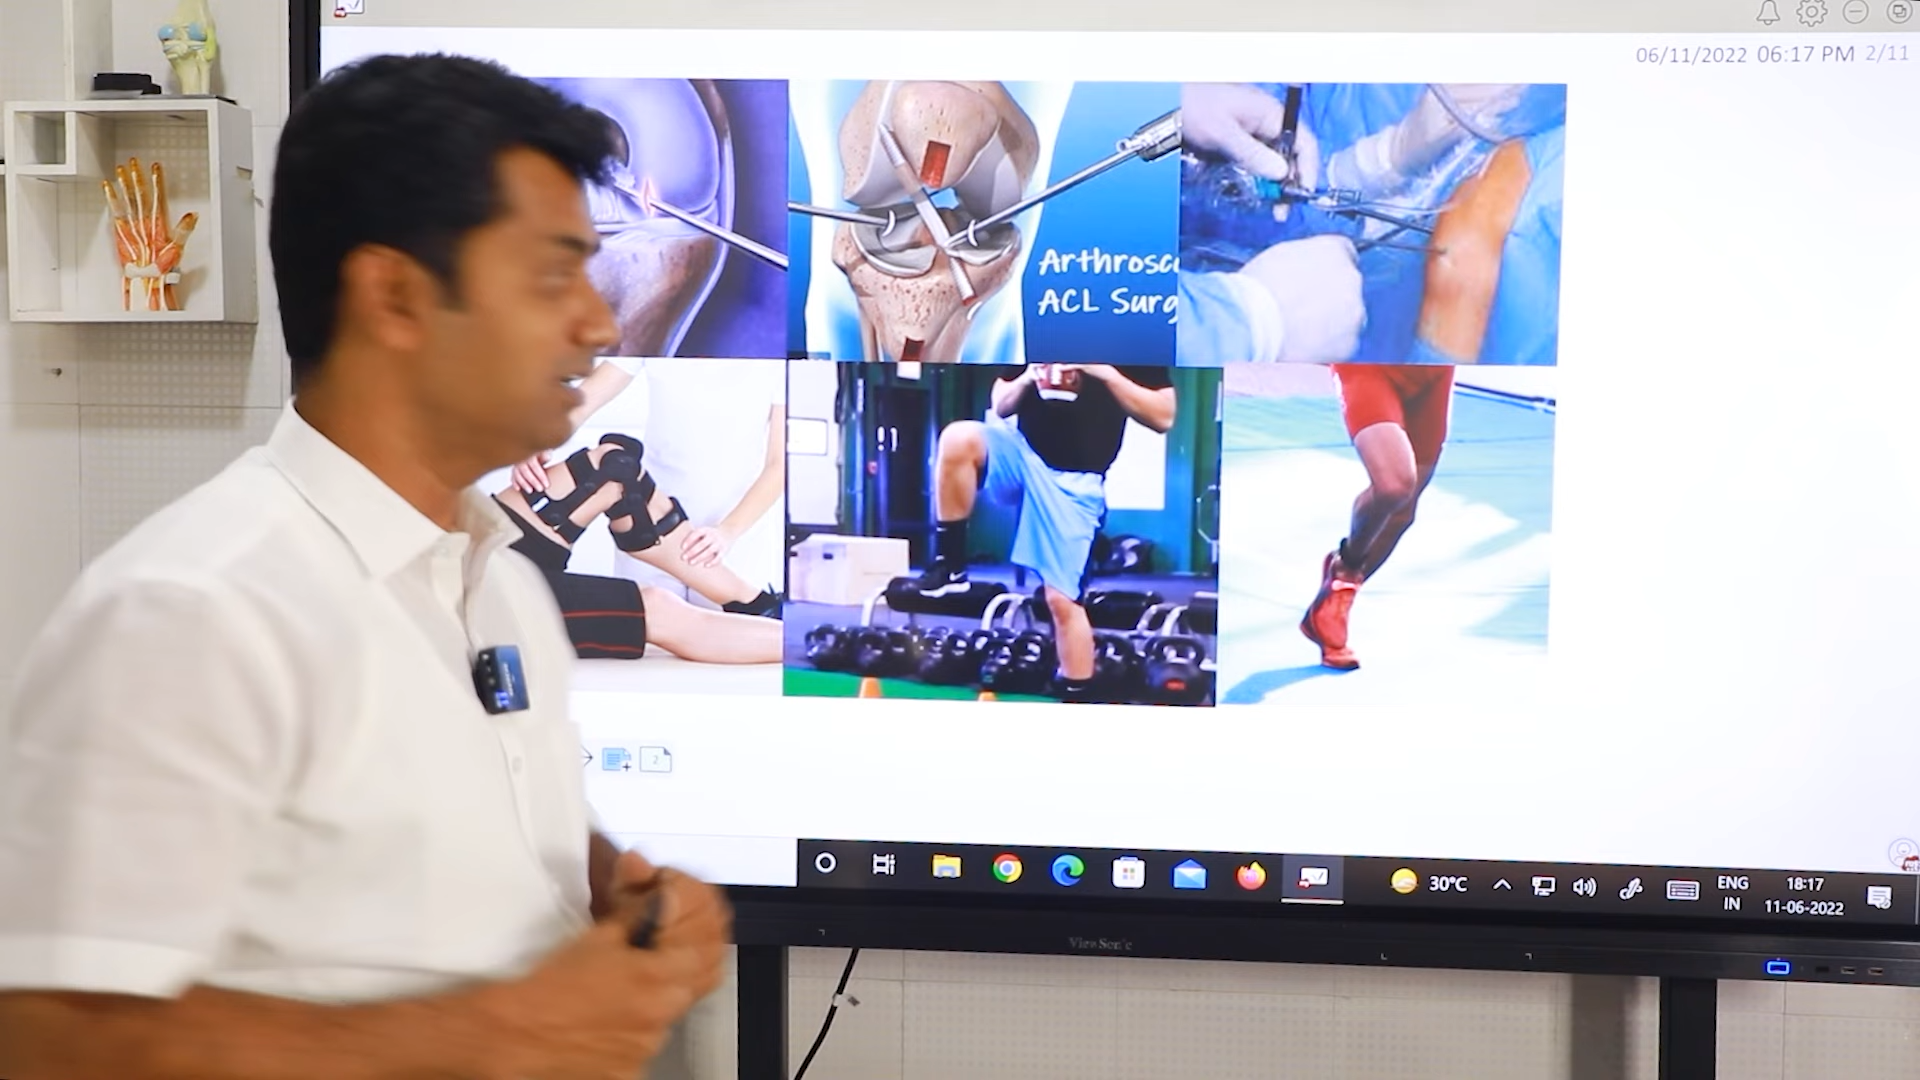 06/11/2022 06:17 PM 2/11
Arthrosc
ACL Surg
2
30°C
ENG
IN
18:17
11-06-2022
ViewSonic